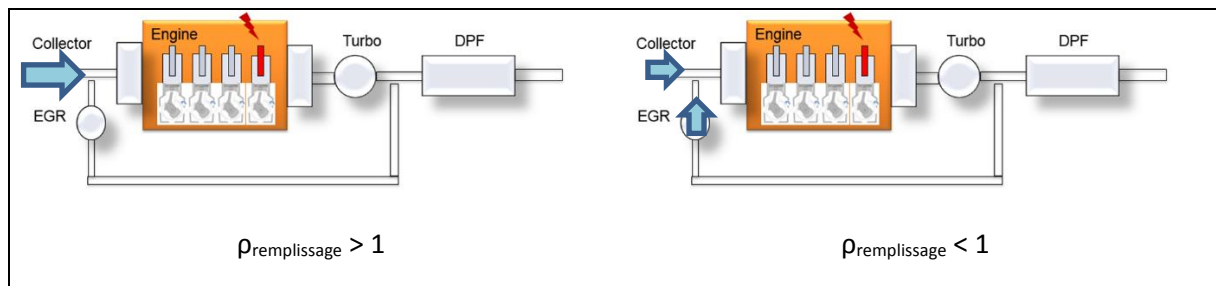 Collector
Engine
Turbo
DPF
EGR
ρremplissage > 1
Collector
Engine
Turbo
DPF
EGR
ρremplissage < 1